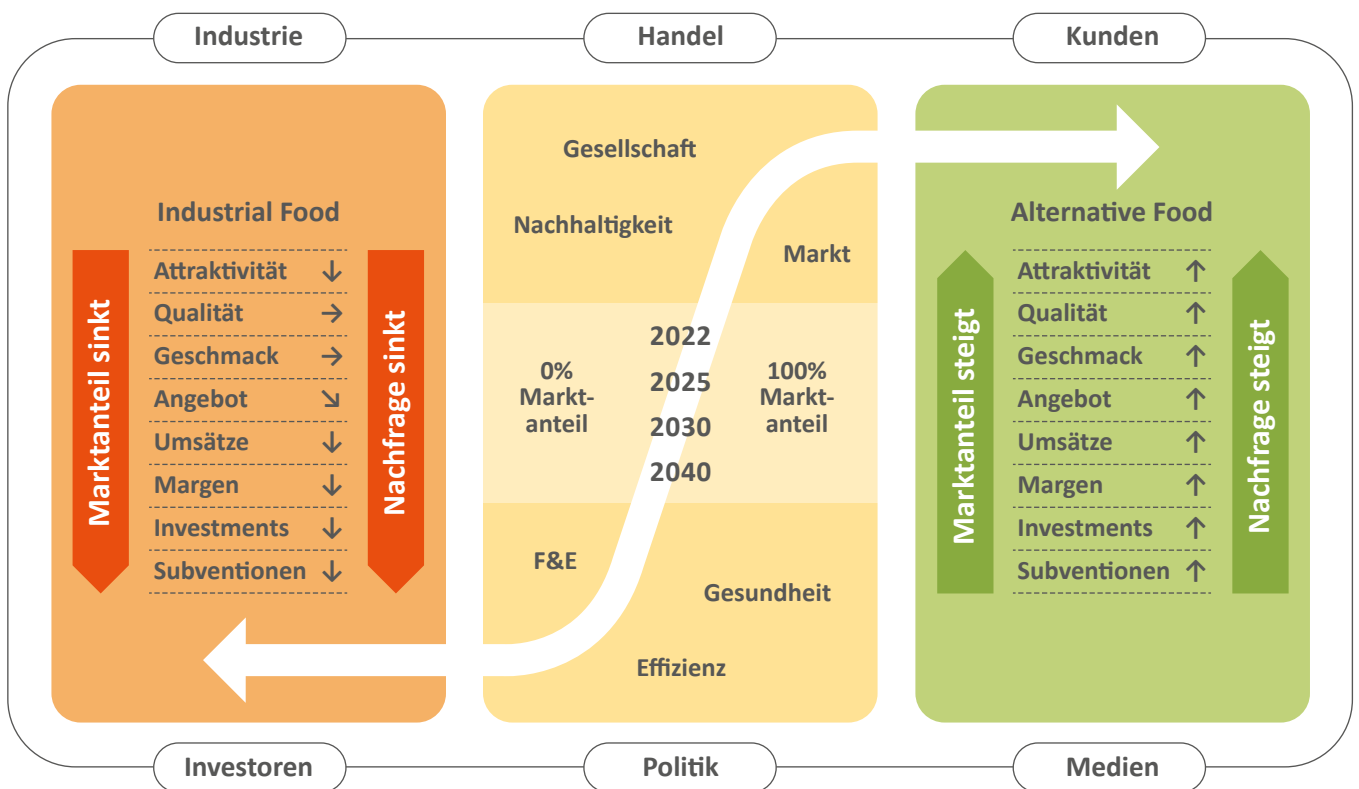 Industrie
Handel
Kunden
Industrial Food
Marktanteil sinkt
Attraktivität ↓
Qualität →
Geschmack →
Angebot ↘
Umsätze ↓
Margen ↓
Investments ↓
Subventionen ↓
Nachfrage sinkt
Gesellschaft
Nachhaltigkeit
Markt
0%
Markt-
anteil
2022
2025
2030
2040
100%
Markt-
anteil
F&E
Gesundheit
Effizienz
Alternative Food
Marktanteil steigt
Attraktivität ↑
Qualität ↑
Geschmack ↑
Angebot ↑
Umsätze ↑
Margen ↑
Investments ↑
Subventionen ↑
Nachfrage steigt
Investoren
Politik
Medien